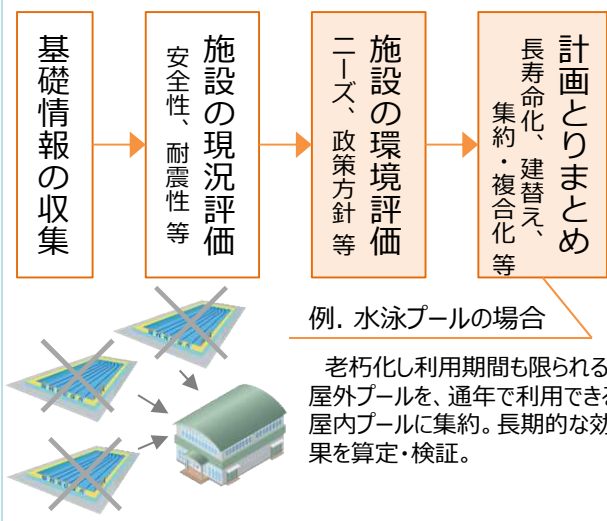 基礎情報の収集
施設の現況評価
安全性、耐震性 等
施設の環境評価
ニーズ、政策方針 等
計画とりまとめ
長寿命化、建替え、
集約・複合化 等
例. 水泳プールの場合
老朽化し利用期間も限られる
屋外プールを、通年で利用できる
屋内プールに集約。長期的な効
果を算定・検証。